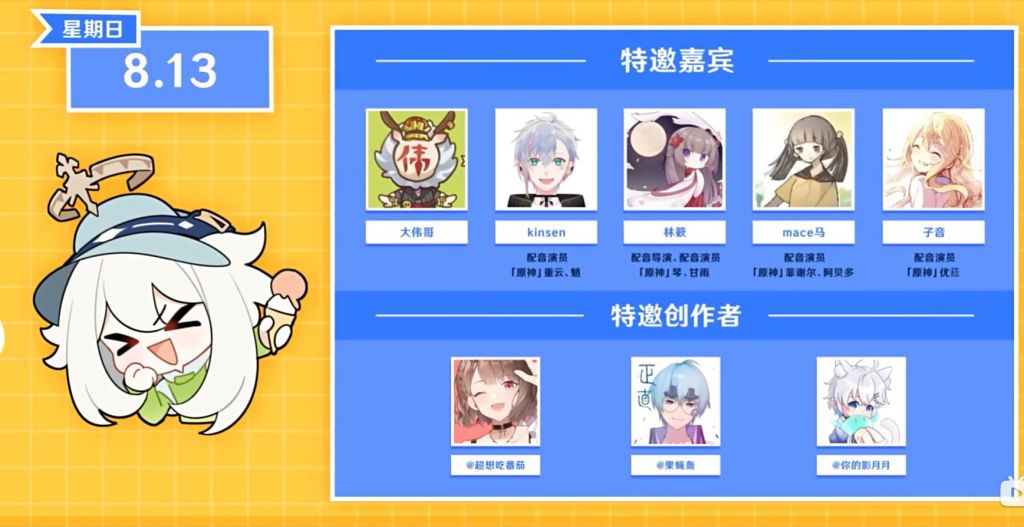 星期日
8.13
特邀嘉宾
伟
大伟哥
kinsen
林簌
mace马
子音
配音演员
「原神」重云、魈
配音导演、配音演员
「原神」琴、甘雨
配音演员
「原神」菲谢尔、阿贝多
配音演员
「原神」优菈
特邀创作者
正直
@超想吃番茄
@果蝇轰
@你的影月月